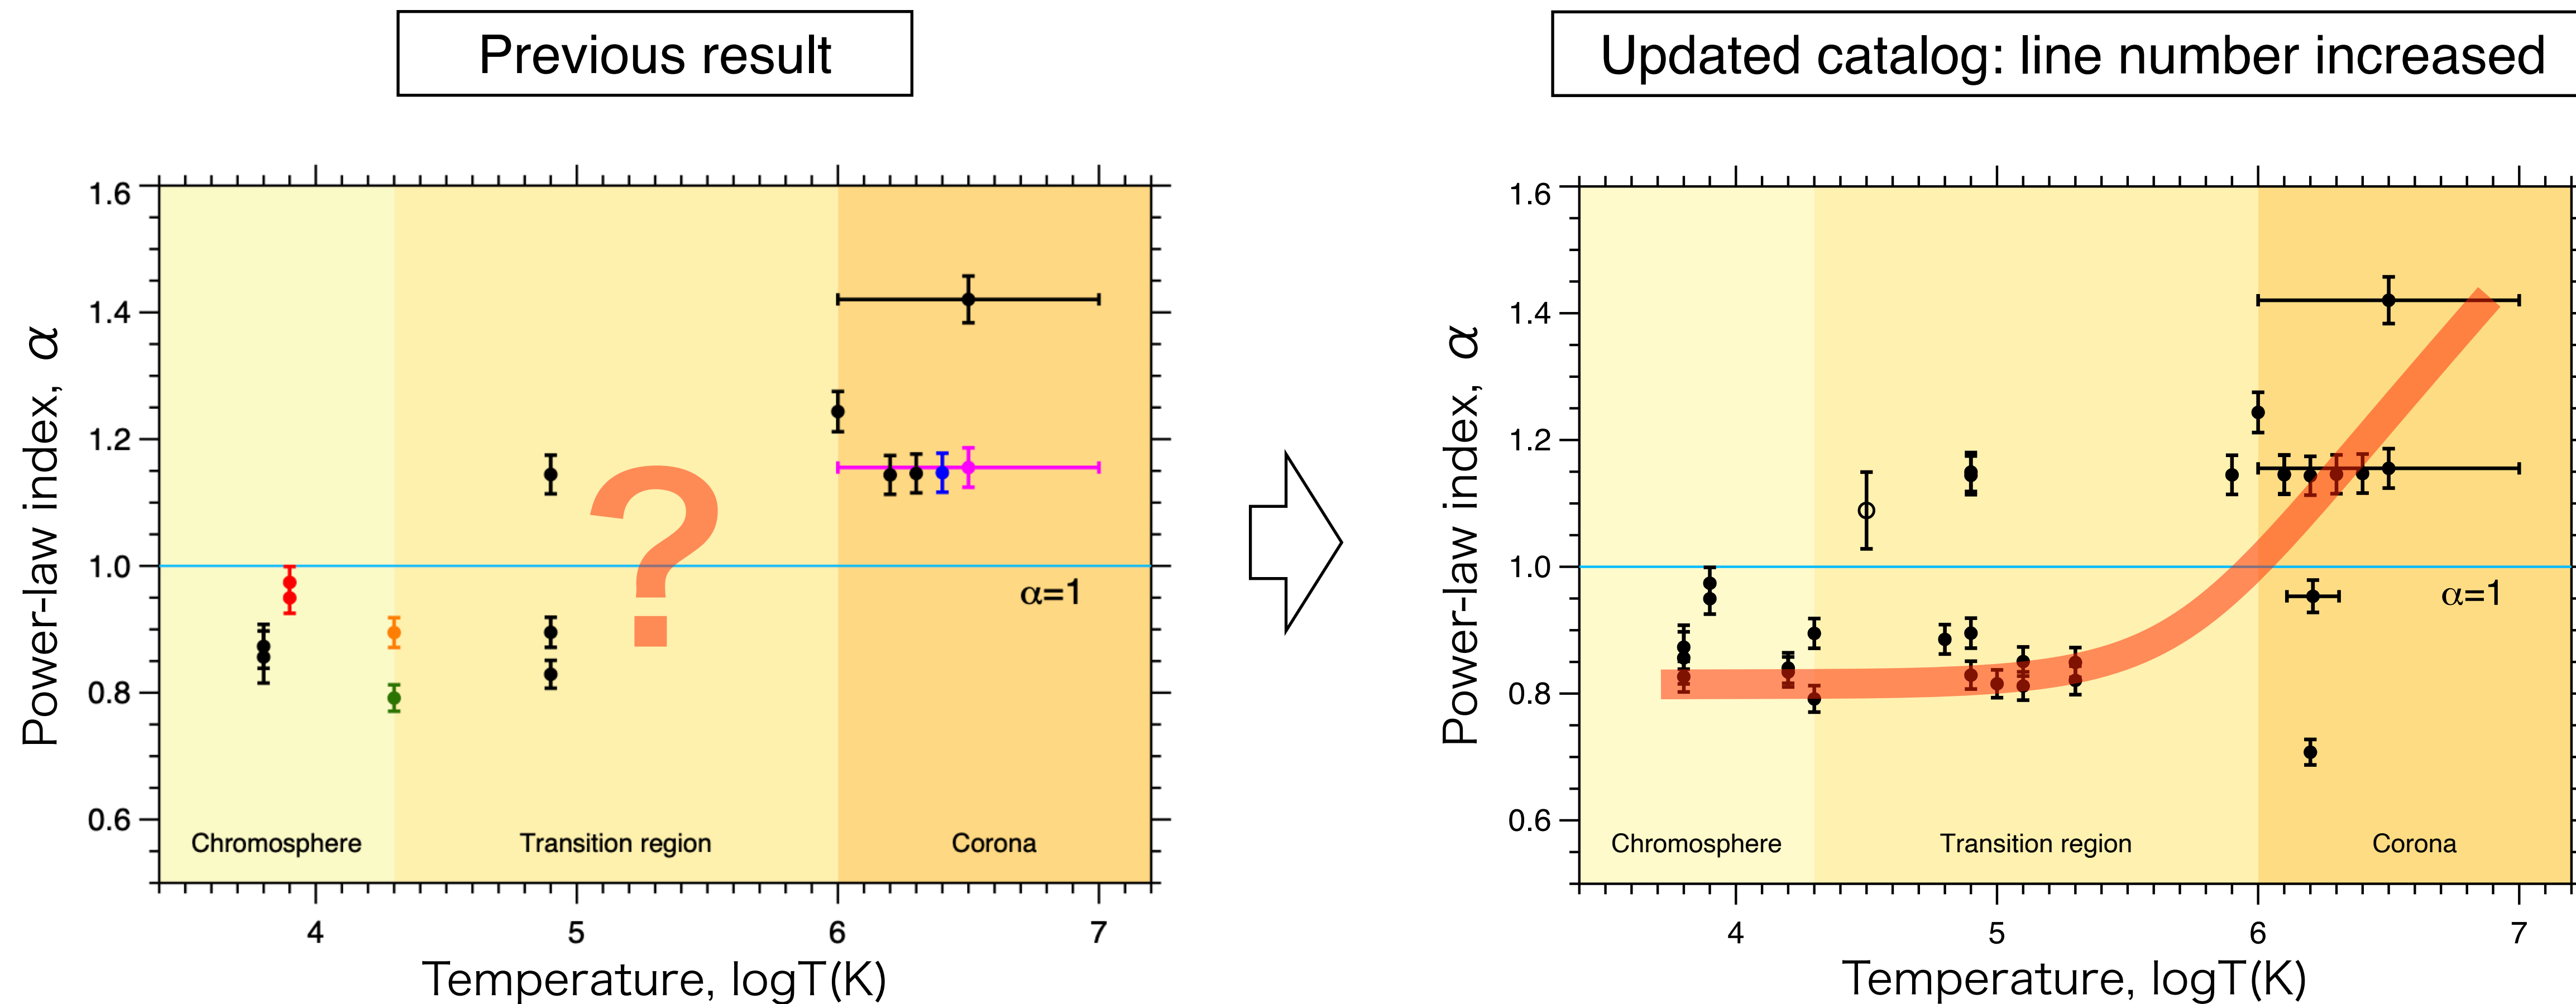 Previous result
Updated catalog: line number increased
1.6
1.4
1.2
1.0
0.8
0.6
Power-law index, α
?
α=1
Chromosphere
Transition region
Corona
4
5
6
7
Temperature, logT(K)
1.6
1.4
1.2
1.0
0.8
0.6
Power-law index, α
α=1
Chromosphere
Transition region
Corona
4
5
6
7
Temperature, logT(K)